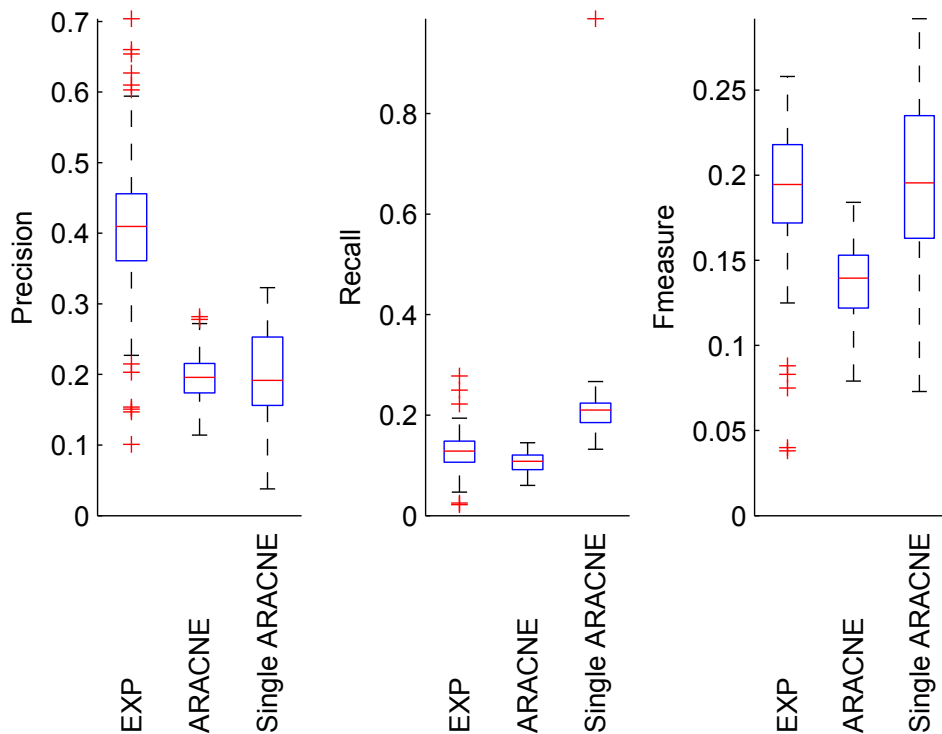 Precision
0.7
0.6
0.5
0.4
0.3
0.2
0.1
0
EXP
ARACNE
Single ARACNE
Recall
0.8
0.6
0.4
0.2
0
EXP
ARACNE
Single ARACNE
Fmeasure
0.25
0.2
0.15
0.1
0.05
0
EXP
ARACNE
Single ARACNE